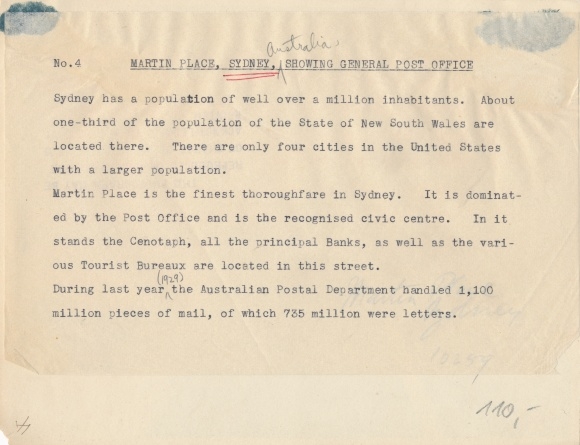 Australia
No.4 MARTIN PLACE, SYDNEY, SHOWING GENERAL POST OFFICE
Sydney has a population of well over a million inhabitants. About
one-third of the population of the State of New South Wales are
located there. There are only four cities in the United States
with a larger population.
Martin Place is the finest thoroughfare in Sydney. It is dominat-
ed by the Post Office and is the recognised civic centre. In it
stands the Cenotaph, all the principal Banks, as well as the vari-
ous Tourist Bureaux are located in this street.
(1929)
During last year the Australian Postal Department handled 1,100
million pieces of mail, of which 735 million were letters.
110,-